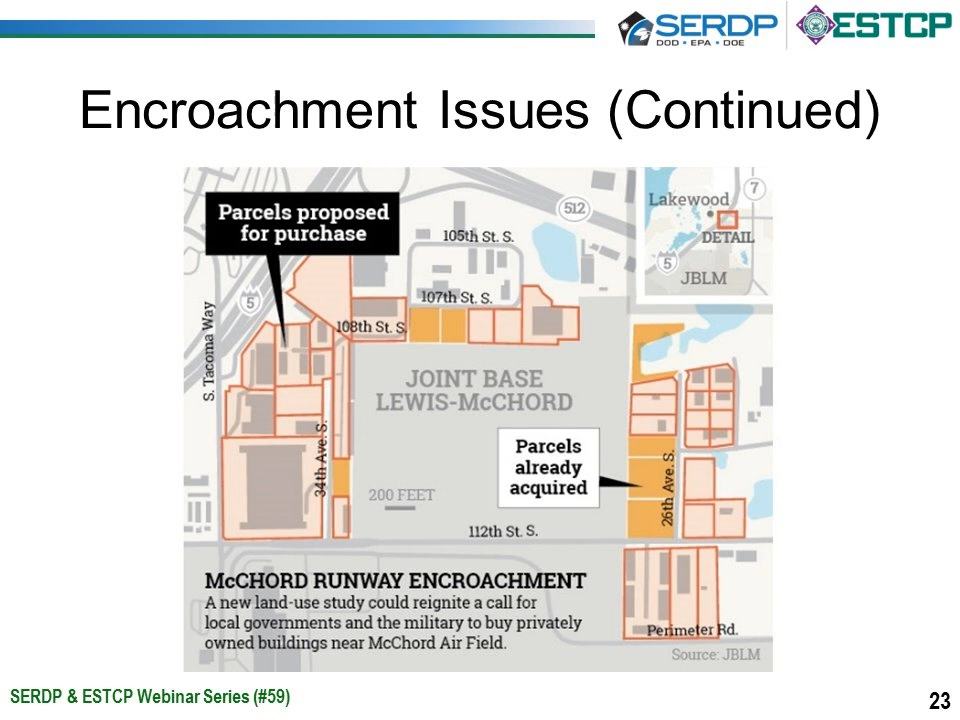 SERDP
DOD • EPA • DOE
ESTCP
Encroachment Issues (Continued)
Parcels proposed
for purchase
512
Lakewood
7
DETAIL
5
JBLM
105th St. S.
5
107th St. S.
108th St. S.
S. Tacoma Way
JOINT BASE
LEWIS-McCHORD
34th Ave. S.
Parcels
already
acquired
26th Ave. S.
200 FEET
112th St. S.
McCHORD RUNWAY ENCROACHMENT
A new land-use study could reignite a call for
local governments and the military to buy privately
owned buildings near McChord Air Field.
Perimeter Rd.
Source: JBLM
SERDP & ESTCP Webinar Series (#59)
23